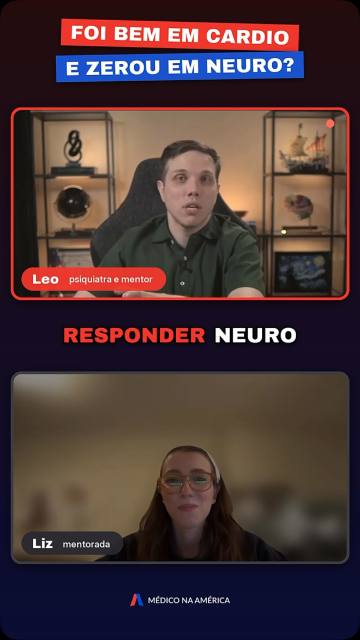 FOI BEM EM CARDIO
E ZEROU EM NEURO?
Leo psiquiatra e mentor
RESPONDER NEURO
Liz mentorada
MÉDICO NA AMÉRICA